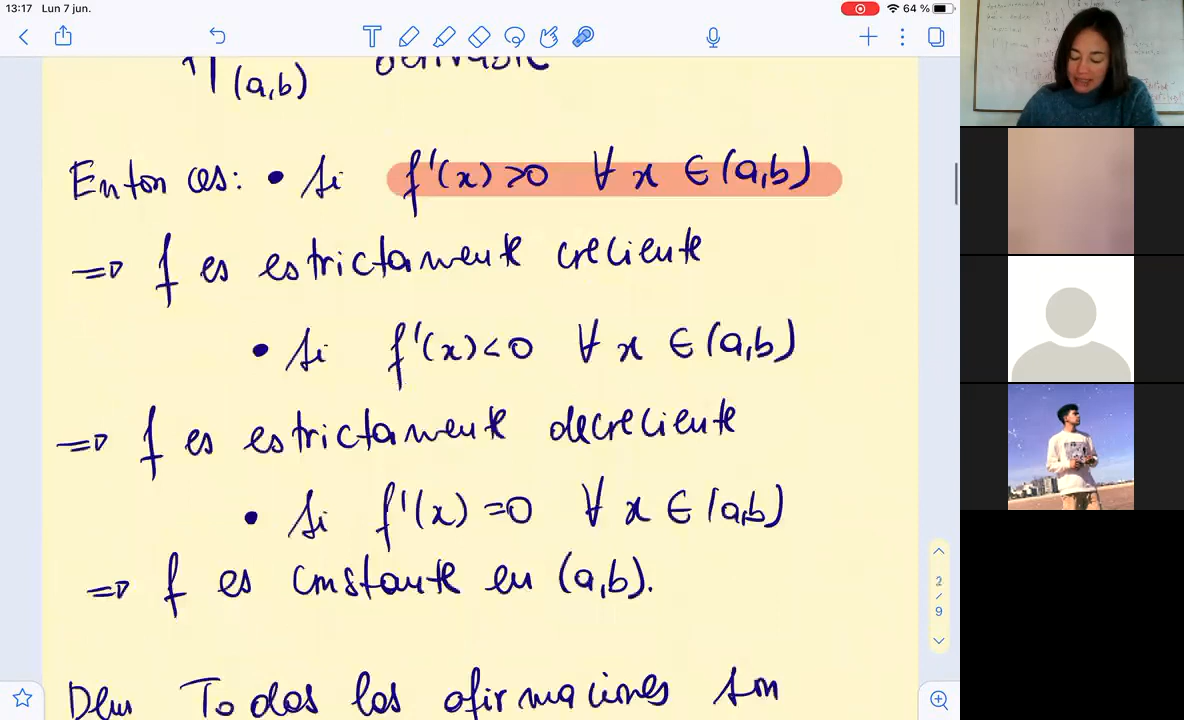 13:17 Lun 7 jun.
64 %
f|(a,b) derivable
Entonces: • Si f'(x)>0 ∀ x ∈(a,b)
=> f es estrictamente creciente
• Si f'(x)<0 ∀ x ∈(a,b)
=> f es estrictamente decreciente
• Si f'(x)=0 ∀ x ∈(a,b)
=> f es constante en (a,b).
Dem Todas las afirmaciones son
2
/
9